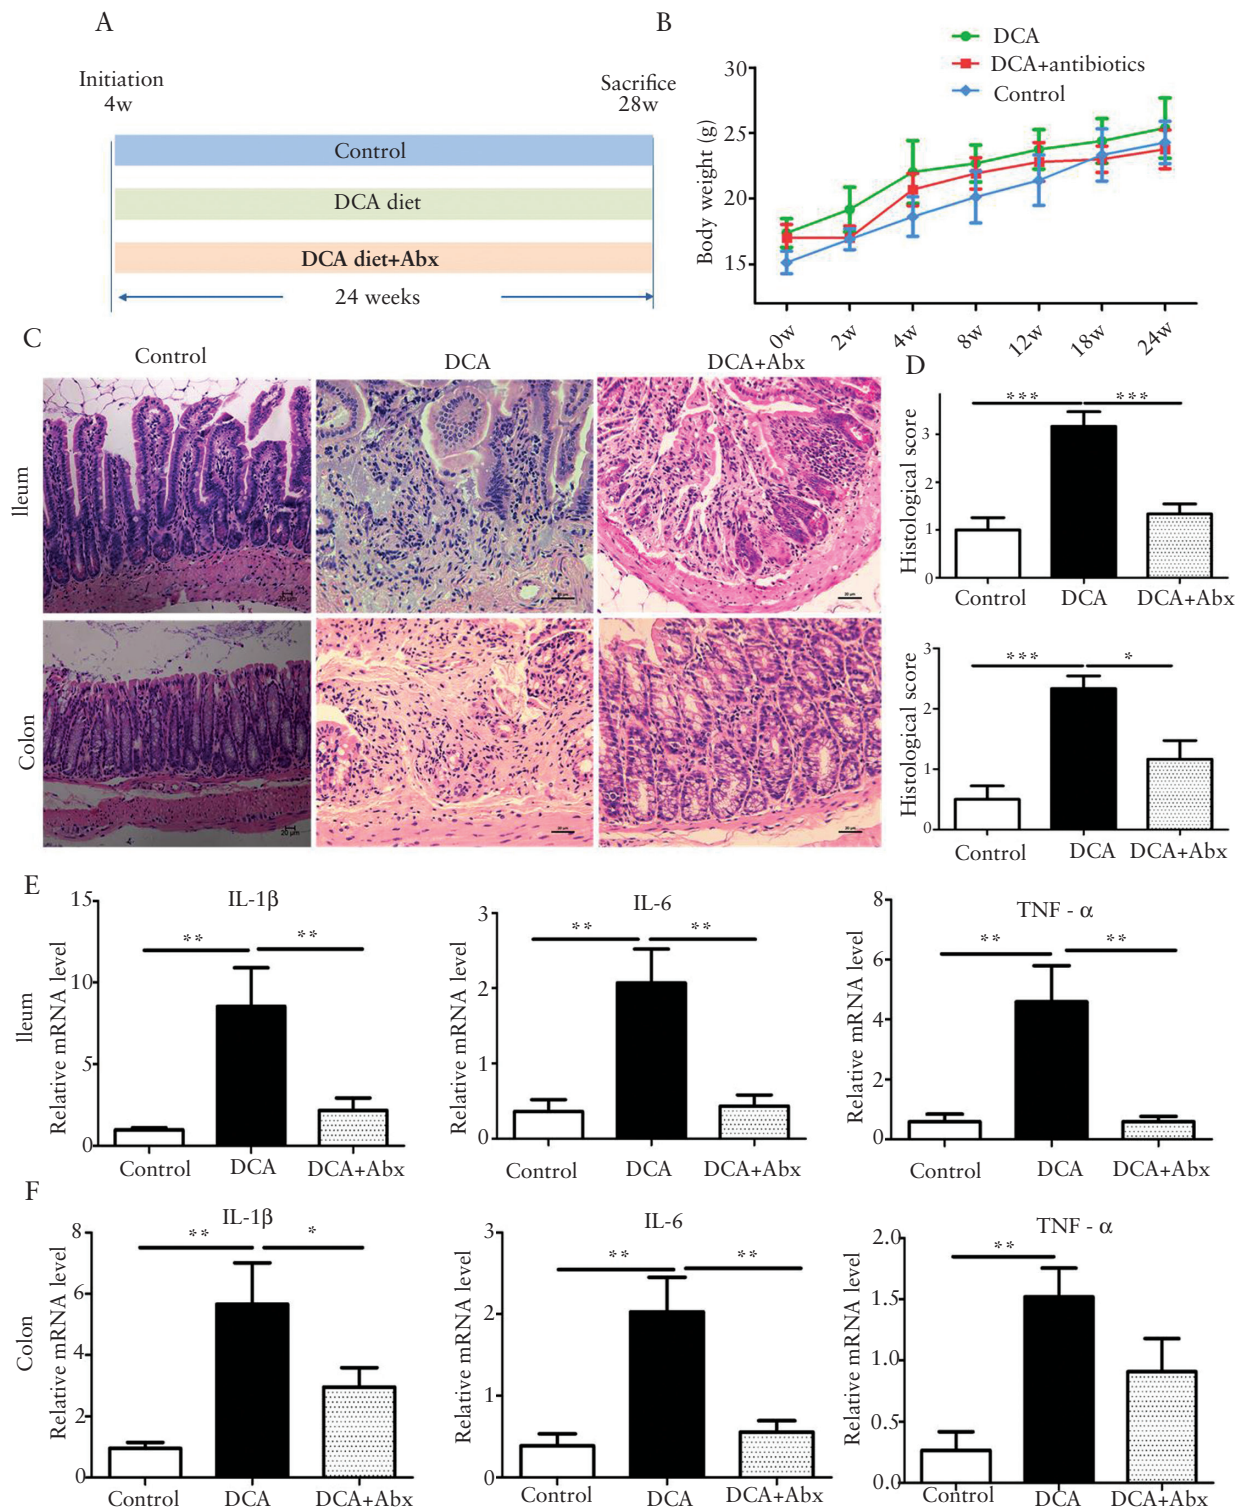 A
Initiation
4w
Sacrifice
28w
Control
DCA diet
DCA diet+Abx
24 weeks
B
DCA
DCA+antibiotics
Control
Body weight (g)
30
25
20
15
0w 2w 4w 8w 12w 18w 24w
C
Control DCA DCA+Abx
Ileum
20 µm
Colon
20 µm
D
Histological score
3
2
1
0
*** ***
Control DCA DCA+Abx
Histological score
3
2
1
0
*** *
Control DCA DCA+Abx
E
Ileum
IL-1β
Relative mRNA level
15
10
5
0
** **
Control DCA DCA+Abx
IL-6
Relative mRNA level
3
2
1
0
** **
Control DCA DCA+Abx
TNF - α
Relative mRNA level
8
6
4
2
0
** **
Control DCA DCA+Abx
F
Colon
IL-1β
Relative mRNA level
8
6
4
2
0
** *
Control DCA DCA+Abx
IL-6
Relative mRNA level
3
2
1
0
** **
Control DCA DCA+Abx
TNF - α
Relative mRNA level
2.0
1.5
1.0
0.5
0.0
**
Control DCA DCA+Abx